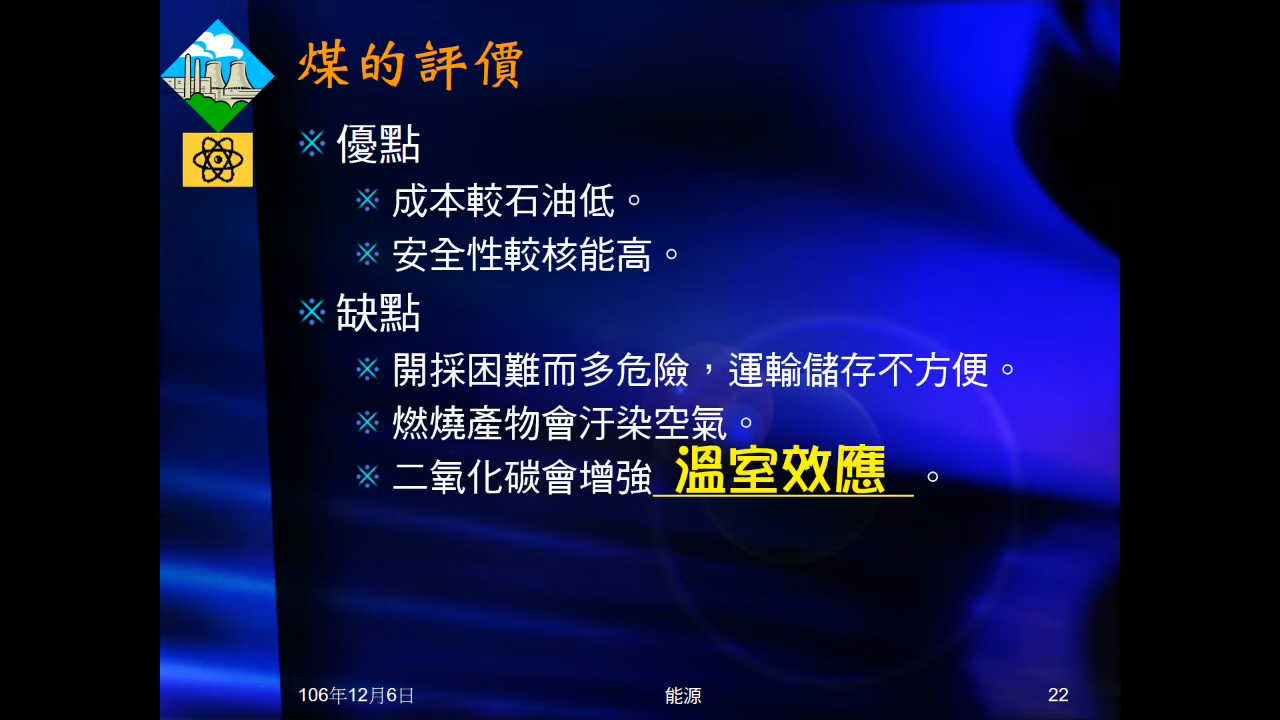 煤的評價
※ 優點
※ 成本較石油低。
※ 安全性較核能高。
※ 缺點
※ 開採困難而多危險，運輸儲存不方便。
※ 燃燒產物會汙染空氣。
※ 二氧化碳會增強 溫室效應 。
106年12月6日
能源
22